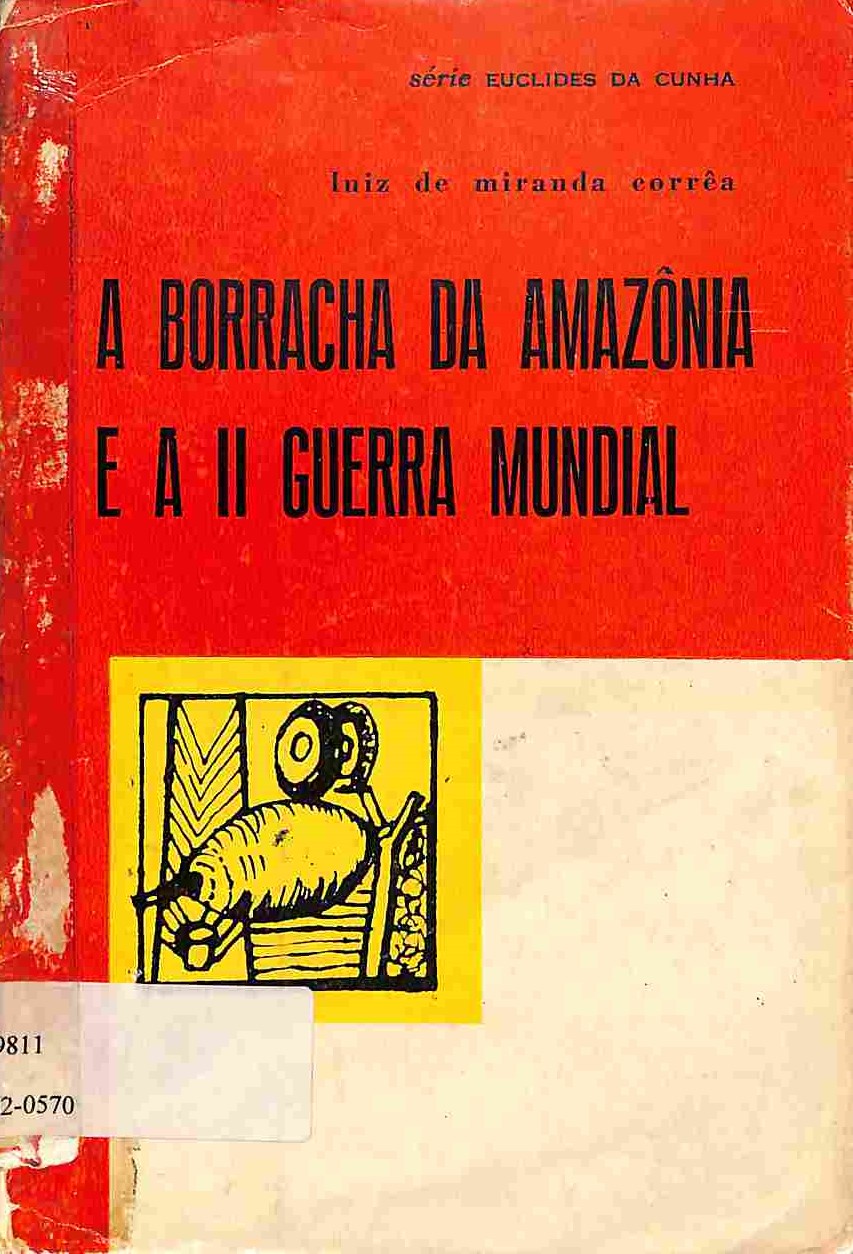 série EUCLIDES DA CUNHA
luiz de miranda corrêa
A BORRACHA DA AMAZÔNIA
E A II GUERRA MUNDIAL
9811
2-0570